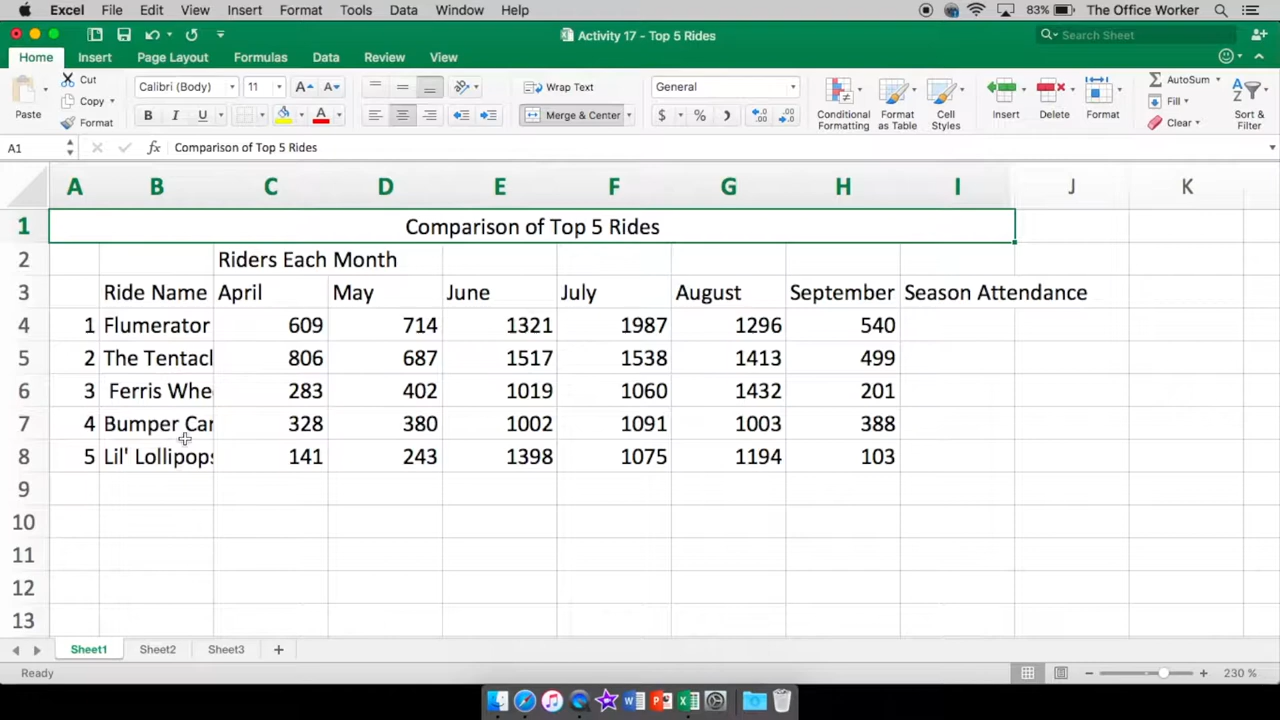 Excel File Edit View Insert Format Tools Data Window Help 83% The Office Worker
Activity 17 - Top 5 Rides Search Sheet
Home Insert Page Layout Formulas Data Review View
Paste Cut Copy Format
Calibri (Body) 11 A A
B I U A
Wrap Text
Merge & Center
General
$ % )
Conditional Formatting Format as Table Cell Styles Insert Delete Format
AutoSum Fill Clear Sort & Filter
A1 fx Comparison of Top 5 Rides
A B C D E F G H I J K
1 Comparison of Top 5 Rides
2 Riders Each Month
3 Ride Name April May June July August September Season Attendance
4 1 Flumerator 609 714 1321 1987 1296 540
5 2 The Tentacl 806 687 1517 1538 1413 499
6 3 Ferris Whe 283 402 1019 1060 1432 201
7 4 Bumper Car 328 380 1002 1091 1003 388
8 5 Lil' Lollipops 141 243 1398 1075 1194 103
9
10
11
12
13
Sheet1 Sheet2 Sheet3 +
Ready 230 %